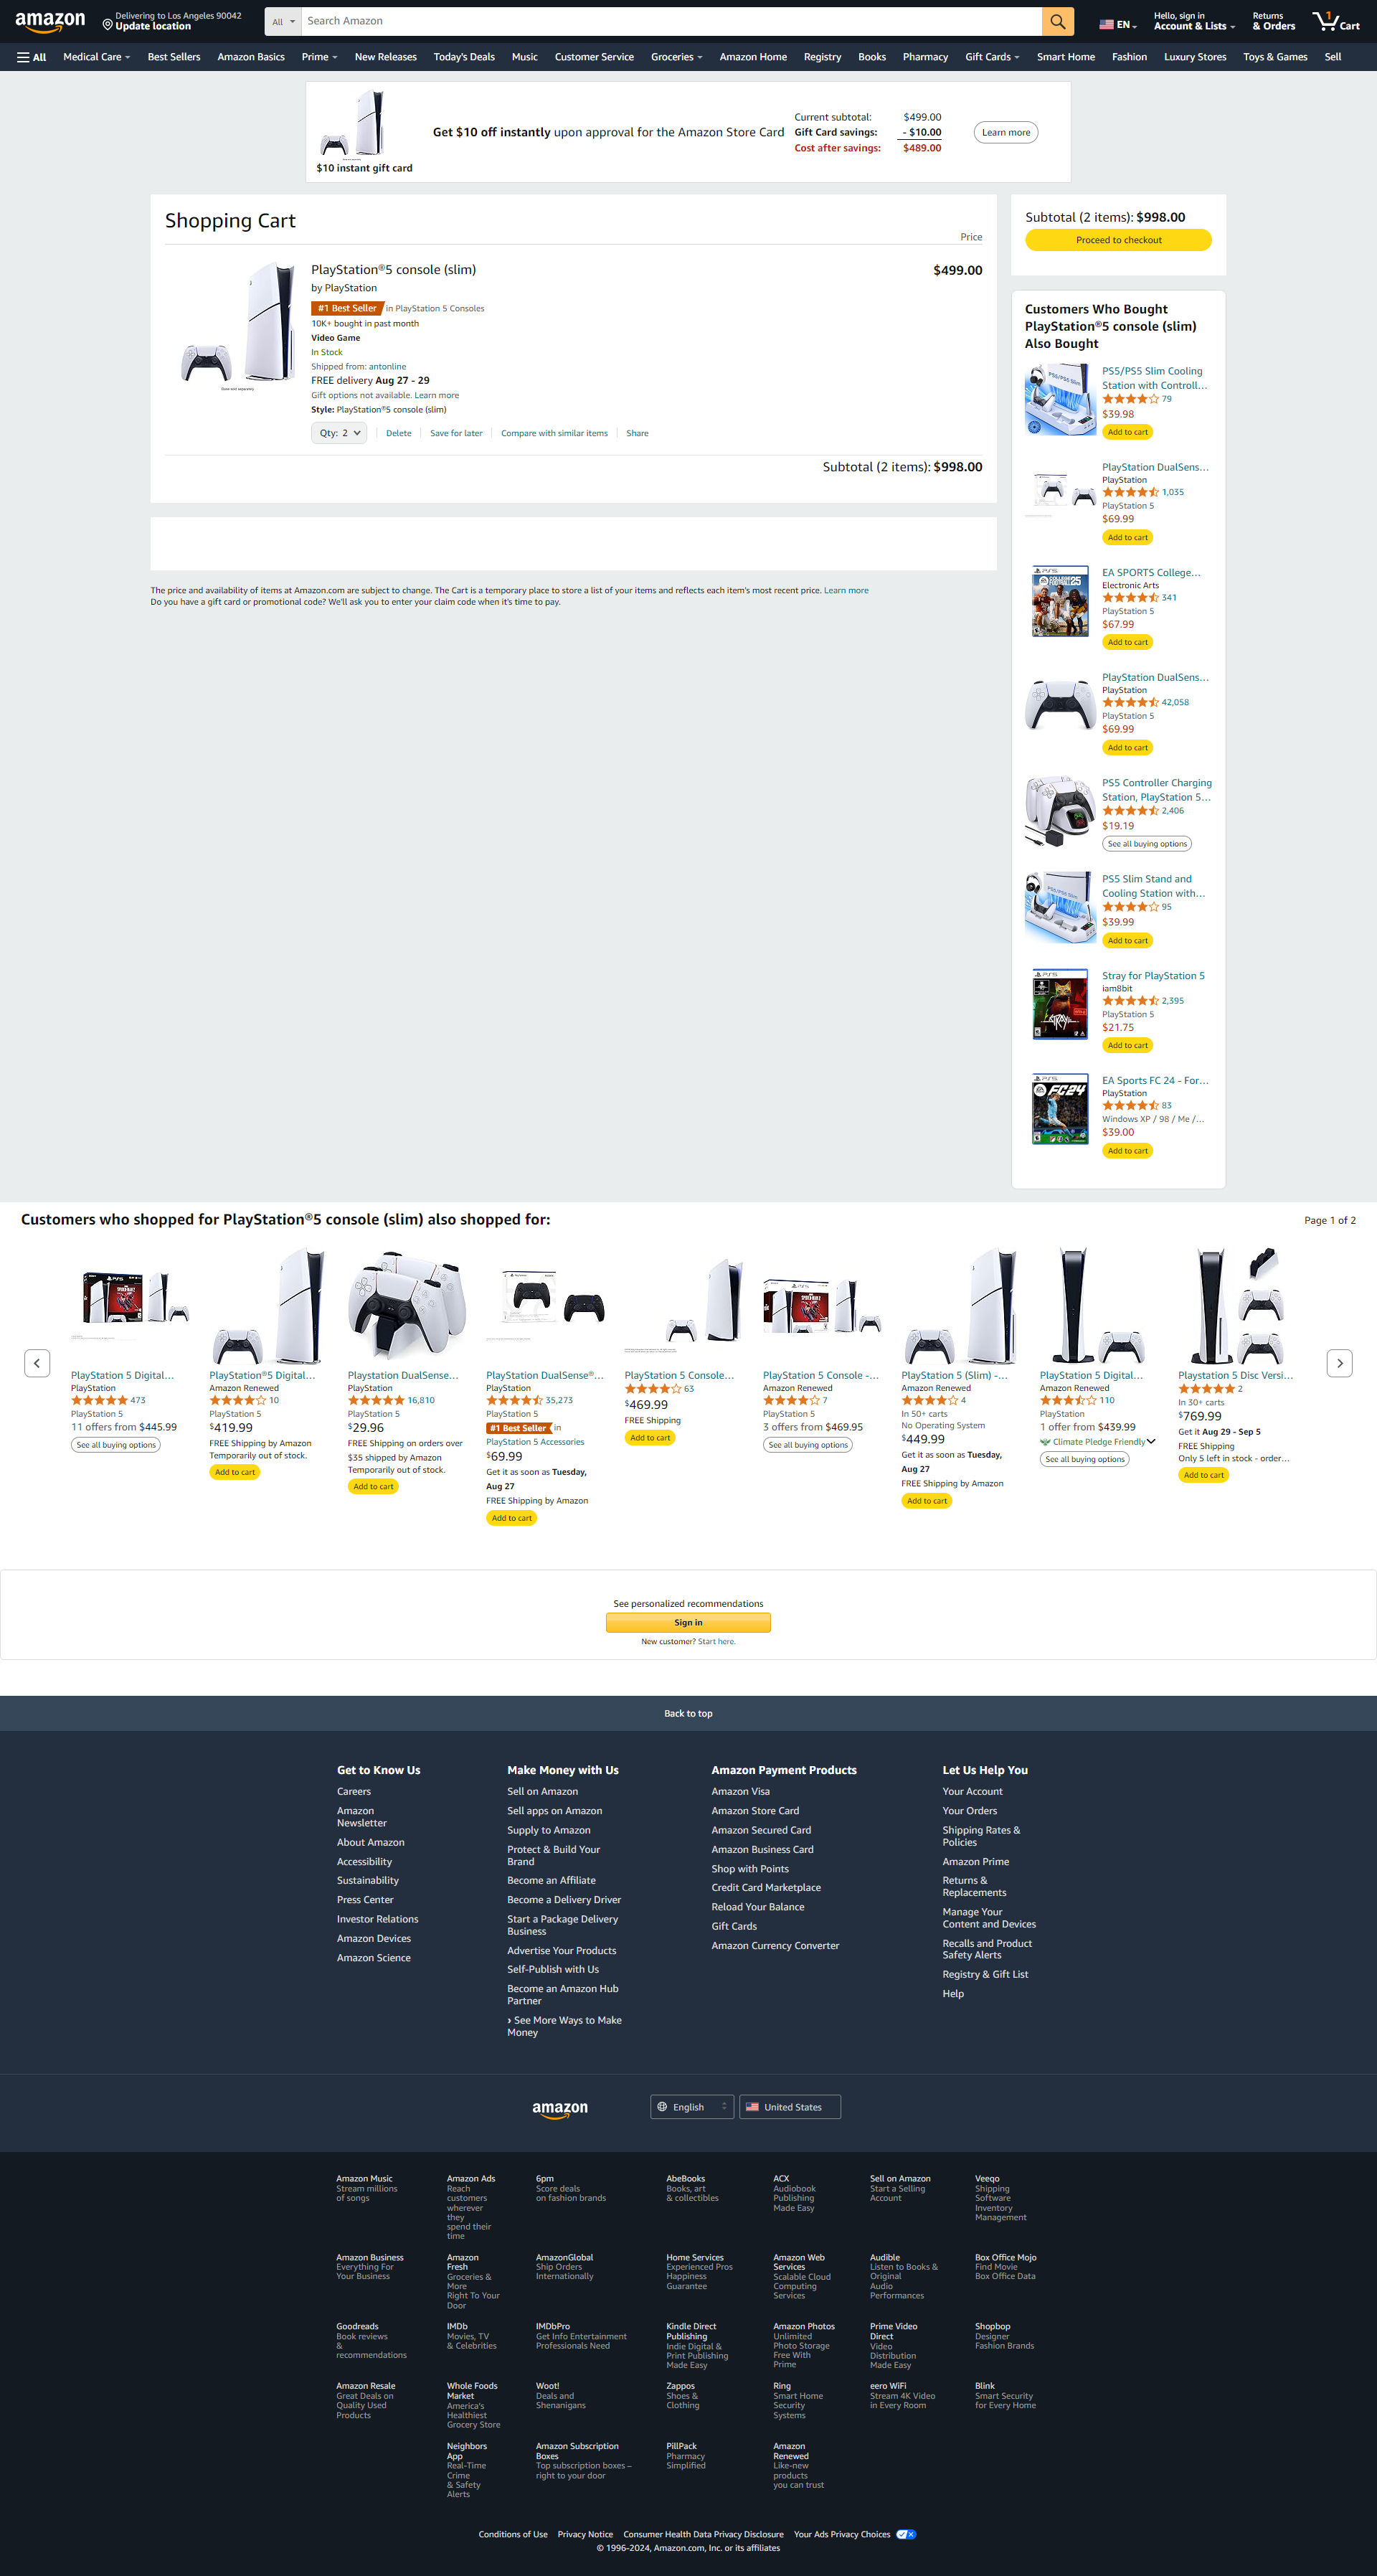 amazon
Delivering to Los Angeles 90042
Update location
All
Search Amazon
EN
Hello, sign in
Account & Lists
Returns
& Orders
1
Cart
All
Medical Care
Best Sellers
Amazon Basics
Prime
New Releases
Today's Deals
Music
Customer Service
Groceries
Amazon Home
Registry
Books
Pharmacy
Gift Cards
Smart Home
Fashion
Luxury Stores
Toys & Games
Sell
$10 instant gift card
Get $10 off instantly upon approval for the Amazon Store Card
Current subtotal: $499.00
Gift Card savings: - $10.00
Cost after savings: $489.00
Learn more
Shopping Cart
Price
PlayStation®5 console (slim)
$499.00
by PlayStation
#1 Best Seller in PlayStation 5 Consoles
10K+ bought in past month
Video Game
In Stock
Shipped from: antonline
FREE delivery Aug 27 - 29
Gift options not available. Learn more
Style: PlayStation®5 console (slim)
Qty: 2
Delete
Save for later
Compare with similar items
Share
Subtotal (2 items): $998.00
The price and availability of items at Amazon.com are subject to change. The Cart is a temporary place to store a list of your items and reflects each item's most recent price. Learn more
Do you have a gift card or promotional code? We'll ask you to enter your claim code when it's time to pay.
Subtotal (2 items): $998.00
Proceed to checkout
Customers Who Bought
PlayStation®5 console (slim)
Also Bought
PS5/PS5 Slim Cooling
Station with Controll…
79
$39.98
Add to cart
PlayStation DualSens…
PlayStation
1,035
PlayStation 5
$69.99
Add to cart
EA SPORTS College…
Electronic Arts
341
PlayStation 5
$67.99
Add to cart
PlayStation DualSens…
PlayStation
42,058
PlayStation 5
$69.99
Add to cart
PS5 Controller Charging
Station, PlayStation 5…
2,406
$19.19
See all buying options
PS5 Slim Stand and
Cooling Station with…
95
$39.99
Add to cart
Stray for PlayStation 5
iam8bit
2,395
PlayStation 5
$21.75
Add to cart
EA Sports FC 24 - For…
PlayStation
83
Windows XP / 98 / Me /…
$39.00
Add to cart
Customers who shopped for PlayStation®5 console (slim) also shopped for:
Page 1 of 2
PlayStation 5 Digital…
PlayStation
473
PlayStation 5
11 offers from $445.99
See all buying options
PlayStation®5 Digital…
Amazon Renewed
10
PlayStation 5
$419.99
FREE Shipping by Amazon
Temporarily out of stock.
Add to cart
Playstation DualSense…
PlayStation
16,810
PlayStation 5
$29.96
FREE Shipping on orders over
$35 shipped by Amazon
Temporarily out of stock.
Add to cart
PlayStation DualSense®…
PlayStation
35,273
PlayStation 5
#1 Best Seller in
PlayStation 5 Accessories
$69.99
Get it as soon as Tuesday,
Aug 27
FREE Shipping by Amazon
Add to cart
PlayStation 5 Console…
63
$469.99
FREE Shipping
Add to cart
PlayStation 5 Console -…
Amazon Renewed
7
PlayStation 5
3 offers from $469.95
See all buying options
PlayStation 5 (Slim) -…
Amazon Renewed
4
In 50+ carts
No Operating System
$449.99
Get it as soon as Tuesday,
Aug 27
FREE Shipping by Amazon
Add to cart
PlayStation 5 Digital…
Amazon Renewed
110
PlayStation
1 offer from $439.99
Climate Pledge Friendly
See all buying options
Playstation 5 Disc Versi…
2
In 30+ carts
$769.99
Get it Aug 29 - Sep 5
FREE Shipping
Only 5 left in stock - order…
Add to cart
See personalized recommendations
Sign in
New customer? Start here.
Back to top
Get to Know Us
Careers
Amazon
Newsletter
About Amazon
Accessibility
Sustainability
Press Center
Investor Relations
Amazon Devices
Amazon Science
Make Money with Us
Sell on Amazon
Sell apps on Amazon
Supply to Amazon
Protect & Build Your
Brand
Become an Affiliate
Become a Delivery Driver
Start a Package Delivery
Business
Advertise Your Products
Self-Publish with Us
Become an Amazon Hub
Partner
› See More Ways to Make
Money
Amazon Payment Products
Amazon Visa
Amazon Store Card
Amazon Secured Card
Amazon Business Card
Shop with Points
Credit Card Marketplace
Reload Your Balance
Gift Cards
Amazon Currency Converter
Let Us Help You
Your Account
Your Orders
Shipping Rates &
Policies
Amazon Prime
Returns &
Replacements
Manage Your
Content and Devices
Recalls and Product
Safety Alerts
Registry & Gift List
Help
amazon
English
United States
Amazon Music
Stream millions
of songs
Amazon Ads
Reach
customers
wherever
they
spend their
time
6pm
Score deals
on fashion brands
AbeBooks
Books, art
& collectibles
ACX
Audiobook
Publishing
Made Easy
Sell on Amazon
Start a Selling
Account
Veeqo
Shipping
Software
Inventory
Management
Amazon Business
Everything For
Your Business
Amazon
Fresh
Groceries &
More
Right To Your
Door
AmazonGlobal
Ship Orders
Internationally
Home Services
Experienced Pros
Happiness
Guarantee
Amazon Web
Services
Scalable Cloud
Computing
Services
Audible
Listen to Books &
Original
Audio
Performances
Box Office Mojo
Find Movie
Box Office Data
Goodreads
Book reviews
&
recommendations
IMDb
Movies, TV
& Celebrities
IMDbPro
Get Info Entertainment
Professionals Need
Kindle Direct
Publishing
Indie Digital &
Print Publishing
Made Easy
Amazon Photos
Unlimited
Photo Storage
Free With
Prime
Prime Video
Direct
Video
Distribution
Made Easy
Shopbop
Designer
Fashion Brands
Amazon Resale
Great Deals on
Quality Used
Products
Whole Foods
Market
America's
Healthiest
Grocery Store
Woot!
Deals and
Shenanigans
Zappos
Shoes &
Clothing
Ring
Smart Home
Security
Systems
eero WiFi
Stream 4K Video
in Every Room
Blink
Smart Security
for Every Home
Neighbors
App
Real-Time
Crime
& Safety
Alerts
Amazon Subscription
Boxes
Top subscription boxes –
right to your door
PillPack
Pharmacy
Simplified
Amazon
Renewed
Like-new
products
you can trust
Conditions of Use
Privacy Notice
Consumer Health Data Privacy Disclosure
Your Ads Privacy Choices
© 1996-2024, Amazon.com, Inc. or its affiliates